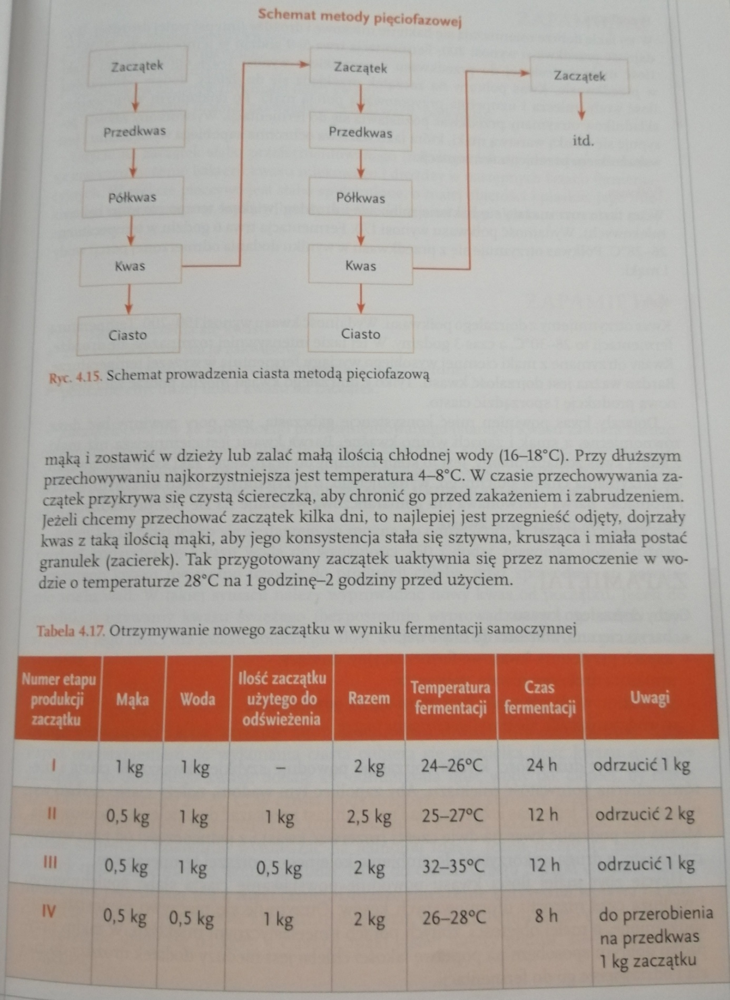 Schemat metody pięciofazowej
Zaczątek
Przedkwas
Półkwas
Kwas
Ciasto
Zaczątek
Przedkwas
Półkwas
Kwas
Ciasto
Zaczątek
itd.
Ryc. 4.15. Schemat prowadzenia ciasta metodą pięciofazową
mąką i zostawić w dzieży lub zalać małą ilością chłodnej wody (16–18°C). Przy dłuższym
przechowywaniu najkorzystniejsza jest temperatura 4–8°C. W czasie przechowywania za-
czątek przykrywa się czystą ściereczką, aby chronić go przed zakażeniem i zabrudzeniem.
Jeżeli chcemy przechować zaczątek kilka dni, to najlepiej jest przegnieść odjęty, dojrzały
kwas z taką ilością mąki, aby jego konsystencja stała się sztywna, krusząca i miała postać
granulek (zacierek). Tak przygotowany zaczątek uaktywnia się przez namoczenie w wo-
dzie o temperaturze 28°C na 1 godzinę–2 godziny przed użyciem.
Tabela 4.17. Otrzymywanie nowego zaczątku w wyniku fermentacji samoczynnej
Numer etapu
produkcji
zaczątku
Mąka
Woda
Ilość zaczątku
użytego do
odświeżenia
Razem
Temperatura
fermentacji
Czas
fermentacji
Uwagi
I 1 kg 1 kg – 2 kg 24–26°C 24 h odrzucić 1 kg
II 0,5 kg 1 kg 1 kg 2,5 kg 25–27°C 12 h odrzucić 2 kg
III 0,5 kg 1 kg 0,5 kg 2 kg 32–35°C 12 h odrzucić 1 kg
IV 0,5 kg 0,5 kg 1 kg 2 kg 26–28°C 8 h do przerobienia
na przedkwas
1 kg zaczątku